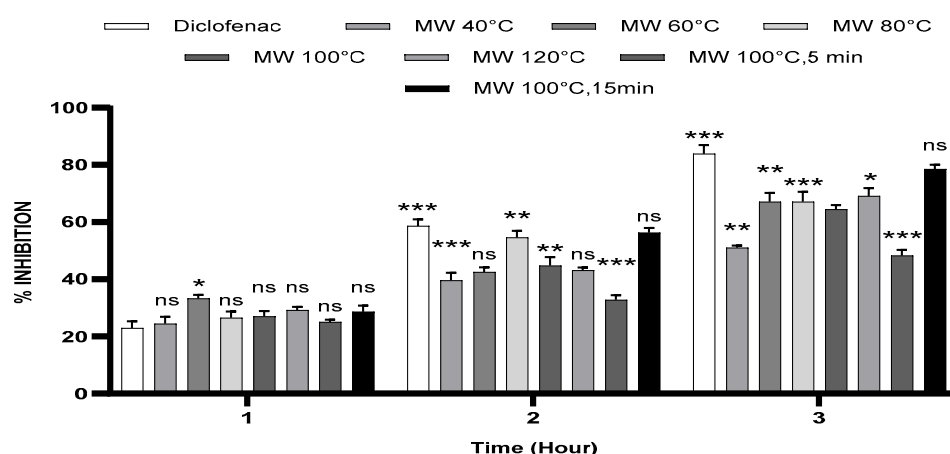 Diclofenac MW 40°C MW 60°C MW 80°C
MW 100°C MW 120°C MW 100°C,5 min
MW 100°C,15min
% INHIBITION
100
80
60
40
20
0
ns * ns ns ns ns ns
*** *** ns ** ** ns *** ns
*** ** ** *** * *** ns
1 2 3
Time (Hour)